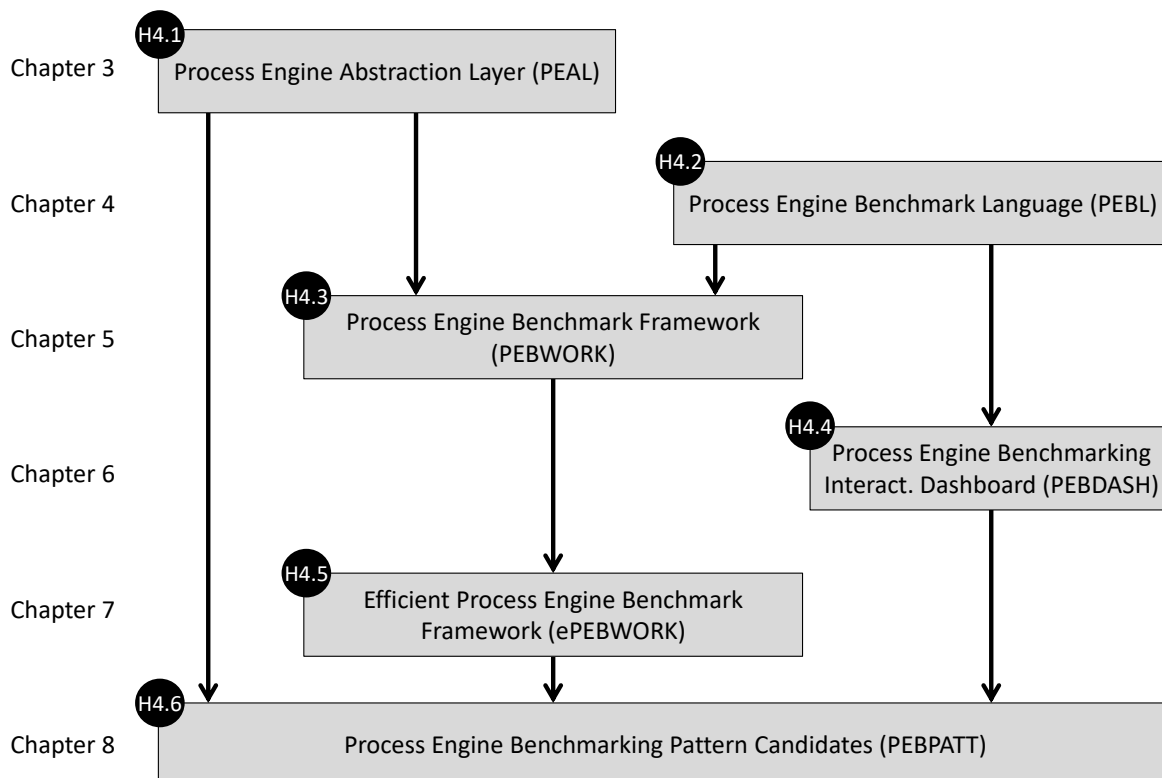 H4.1
Chapter 3
Process Engine Abstraction Layer (PEAL)
H4.2
Chapter 4
Process Engine Benchmark Language (PEBL)
H4.3
Chapter 5
Process Engine Benchmark Framework
(PEBWORK)
H4.4
Chapter 6
Process Engine Benchmarking
Interact. Dashboard (PEBDASH)
H4.5
Chapter 7
Efficient Process Engine Benchmark
Framework (ePEBWORK)
H4.6
Chapter 8
Process Engine Benchmarking Pattern Candidates (PEBPATT)